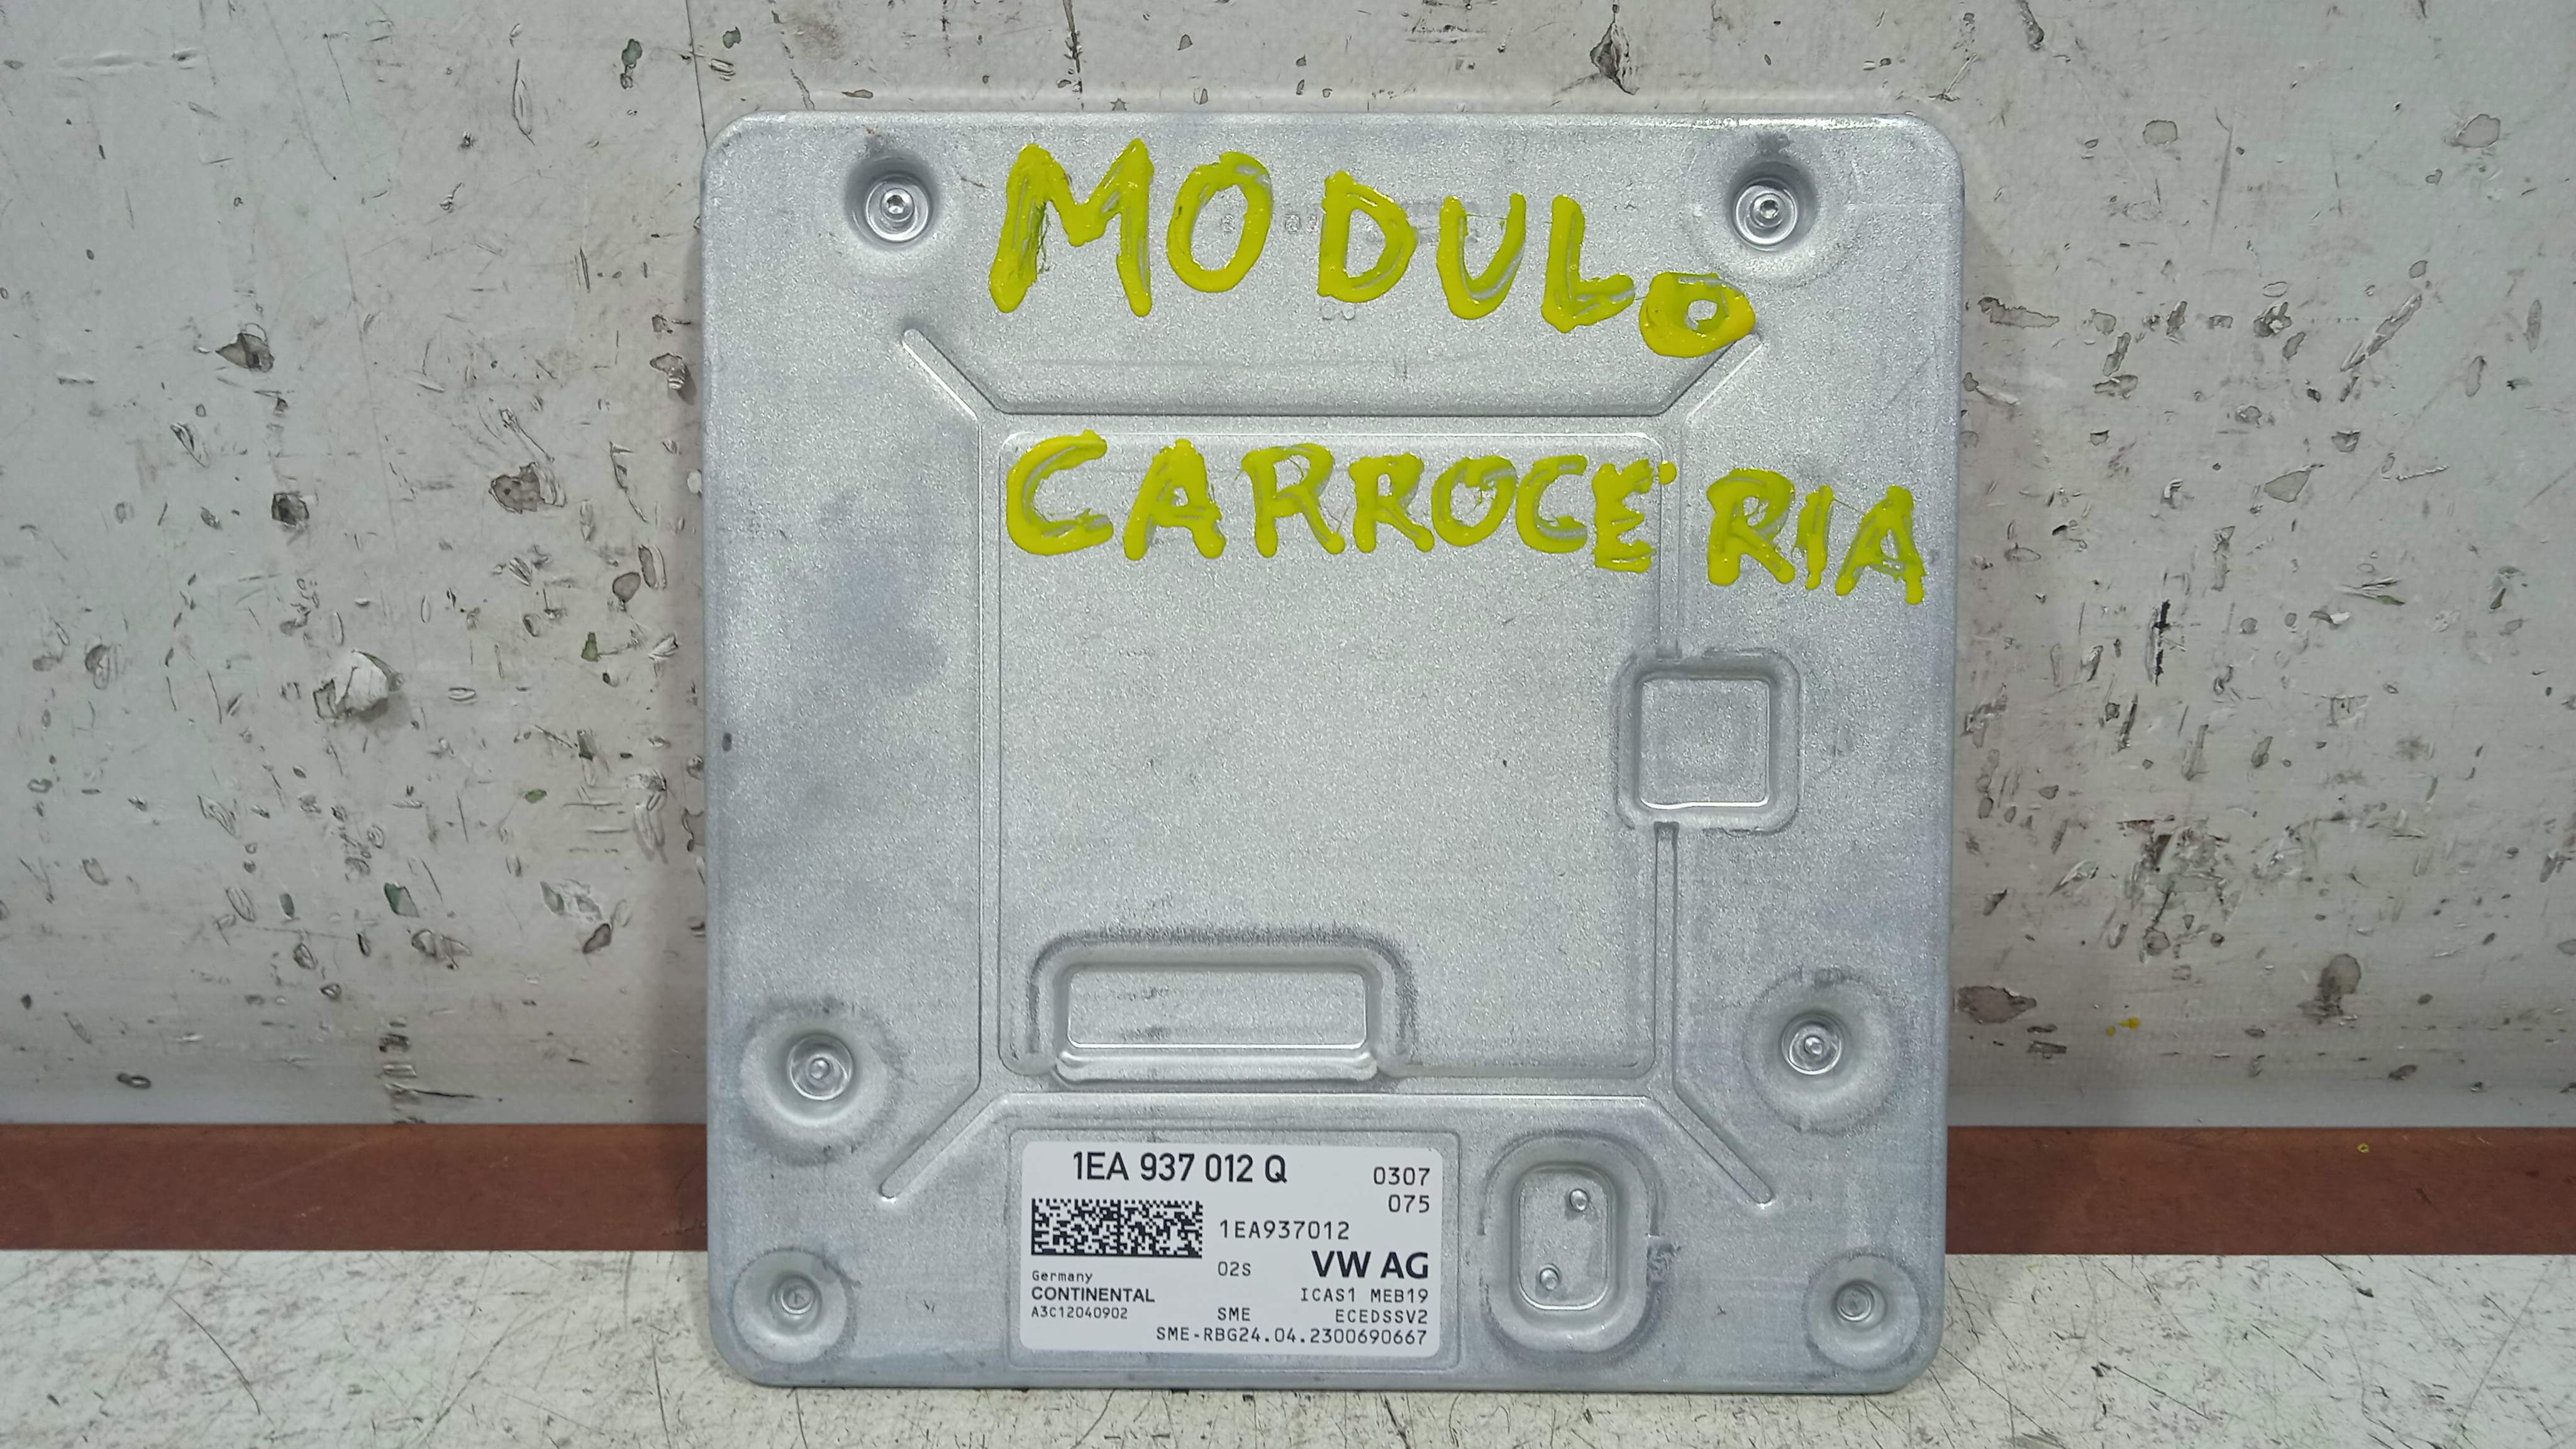 MODULO
CARROCERIA
1EA 937 012 Q
0307
075
1EA937012
02S
VW AG
Germany
CONTINENTAL
A3C12040902
ICAS1 MEB19
SME
ECEDSSV2
SME-RBG24.04.2300690667